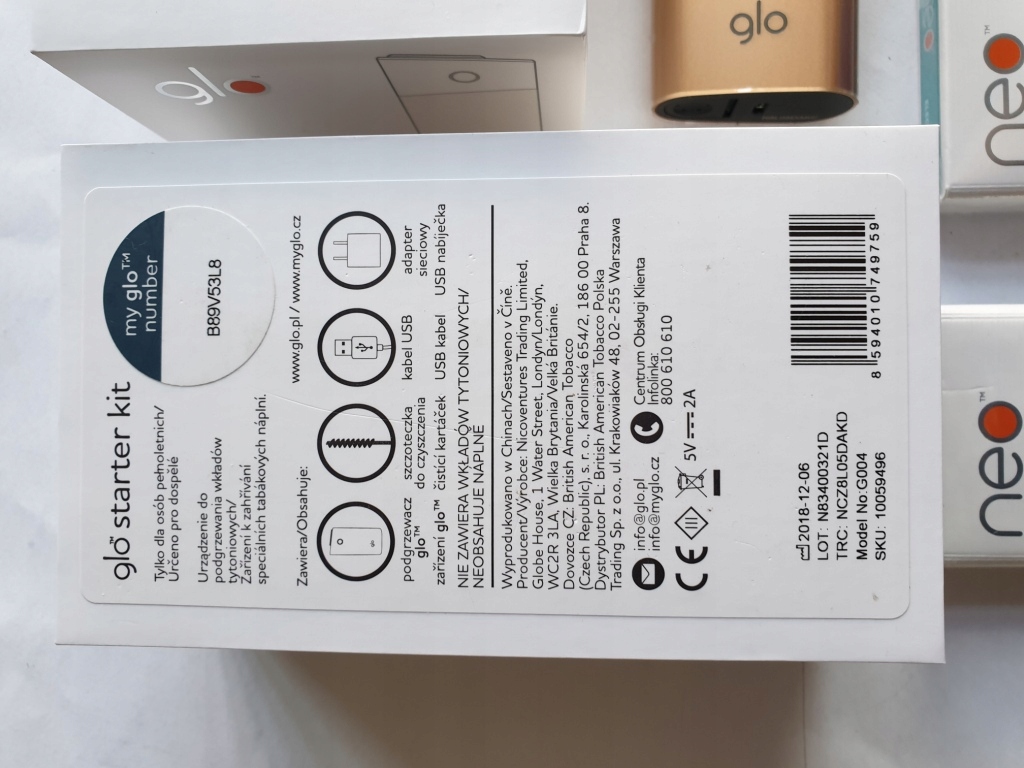 glo™ starter kit
my glo™
number
B89V53L8
Tylko dla osób pełnoletnich/
Určeno pro dospělé
Urządzenie do
podgrzewania wkładów
tytoniowych/
Zařízení k zahřívání
speciálních tabákových náplní.
www.glo.pl / www.myglo.cz
Zawiera/Obsahuje:
podgrzewacz
glo™
zařízení glo™
szczoteczka
do czyszczenia
čistící kartáček
kabel USB
USB kabel
adapter
sieciowy
USB nabíječka
NIE ZAWIERA WKŁADÓW TYTONIOWYCH/
NEOBSAHUJE NÁPLNĚ
Wyprodukowano w Chinach/Sestaveno v Číně.
Producent/Výrobce: Nicoventures Trading Limited,
Globe House, 1 Water Street, Londyn/Londýn,
WC2R 3LA, Wielka Brytania/Velká Británie.
Dovozce CZ: British American Tobacco
(Czech Republic), s. r. o., Karolinská 654/2, 186 00 Praha 8.
Dystrybutor PL: British American Tobacco Polska
Trading Sp. z o.o., ul. Krakowiaków 48, 02-255 Warszawa
info@glo.pl
info@myglo.cz
Centrum Obsługi Klienta
Infolinka:
800 610 610
CE
5V 2A
2018-12-06
LOT: N83400321D
TRC: NCZ8L05DAKD
Model No:G004
SKU: 10059496
8 594010 749759
glo
glo
neo™
neo